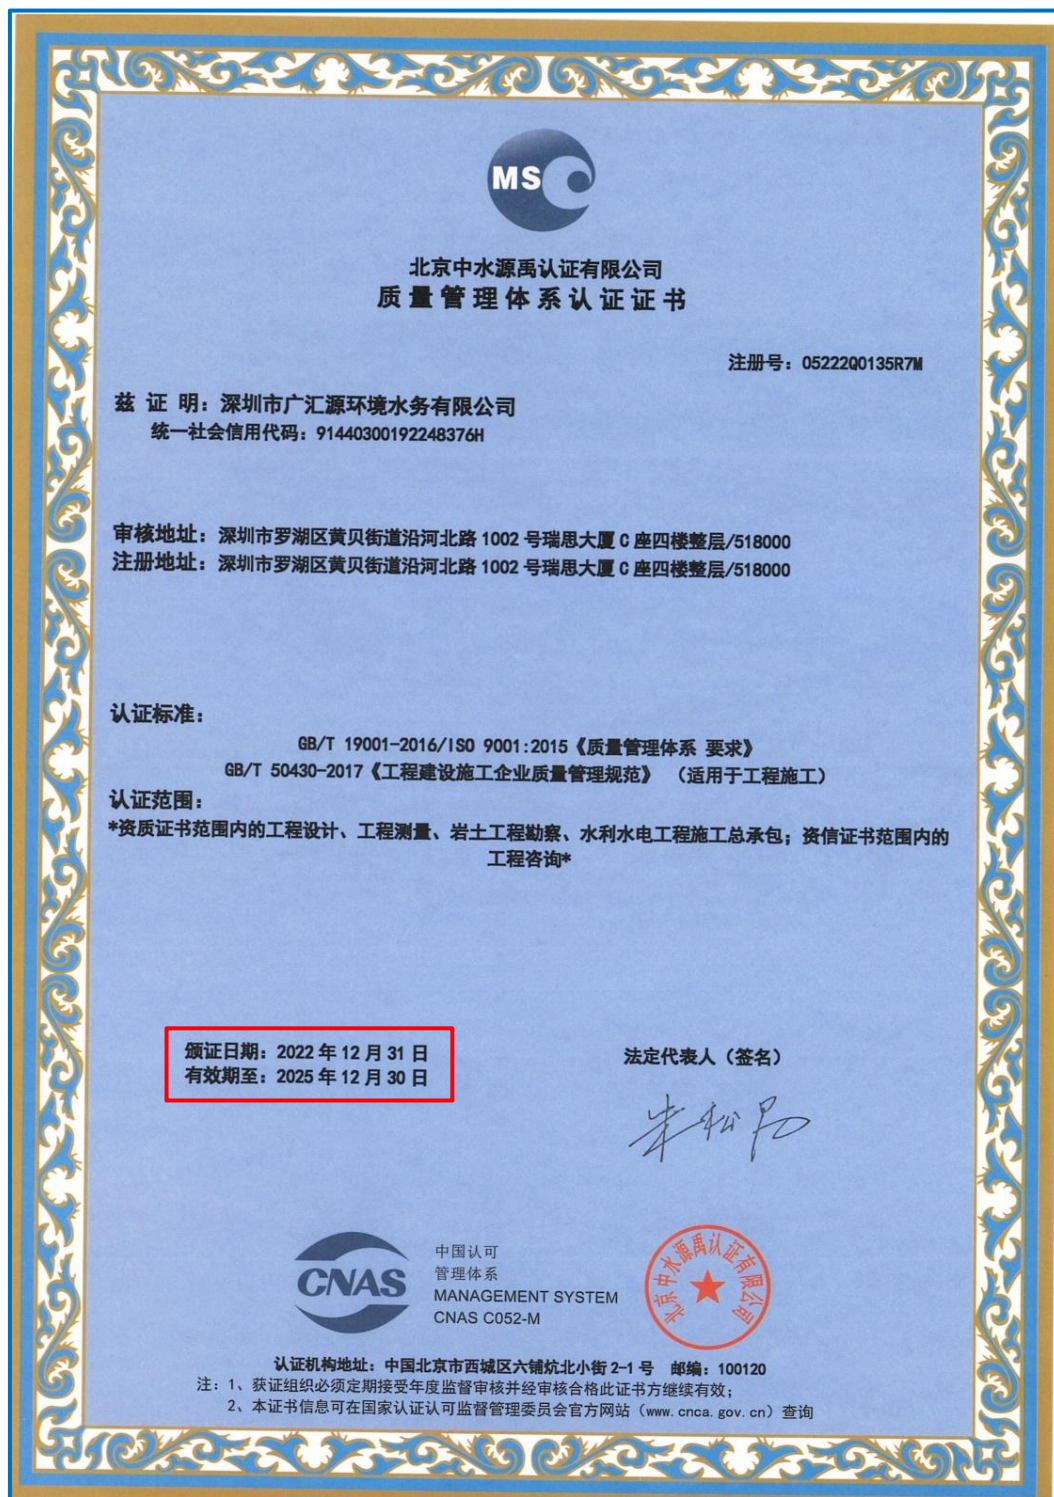 MS
北京中水源禹认证有限公司
质量管理体系认证证书
注册号：05222Q0135R7M
兹 证 明：深圳市广汇源环境水务有限公司
统一社会信用代码：91440300192248376H
审核地址：深圳市罗湖区黄贝街道沿河北路 1002 号瑞思大厦 C 座四楼整层/518000
注册地址：深圳市罗湖区黄贝街道沿河北路 1002 号瑞思大厦 C 座四楼整层/518000
认证标准：
GB/T 19001-2016/ISO 9001:2015《质量管理体系 要求》
GB/T 50430-2017《工程建设施工企业质量管理规范》 （适用于工程施工）
认证范围：
*资质证书范围内的工程设计、工程测量、岩土工程勘察、水利水电工程施工总承包；资信证书范围内的
工程咨询*
颁证日期：2022 年 12 月 31 日
有效期至：2025 年 12 月 30 日
法定代表人（签名）
CNAS
中国认可
管理体系
MANAGEMENT SYSTEM
CNAS C052-M
北京中水源禹认证有限公司
认证机构地址：中国北京市西城区六铺炕北小街 2-1 号 邮编：100120
注：1、获证组织必须定期接受年度监督审核并经审核合格此证书方继续有效；
2、本证书信息可在国家认证认可监督管理委员会官方网站（www.cnca.gov.cn）查询